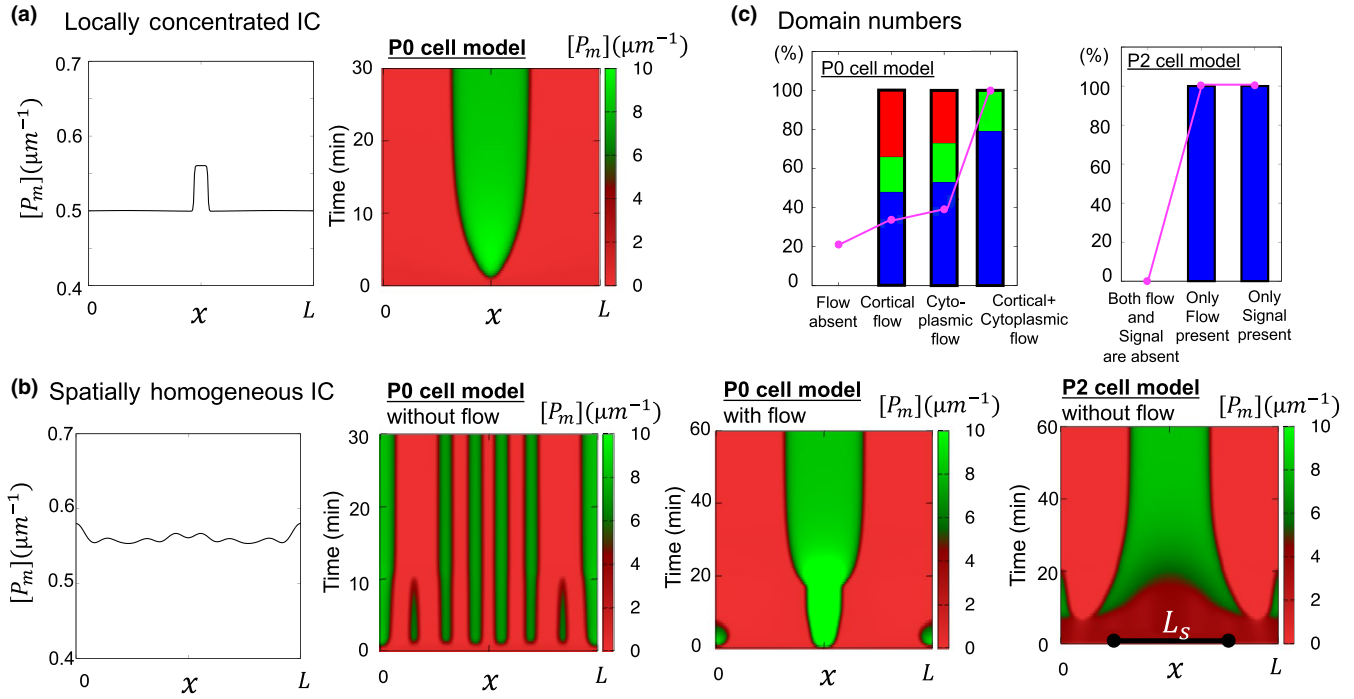 (a) Locally concentrated IC
[P_m](μm⁻¹)
0.7
0.6
0.5
0.4
0
x
L
P0 cell model
[P_m](μm⁻¹)
Time (min)
30
20
10
0
0
x
L
10
8
6
4
2
0
(c) Domain numbers
(%)
P0 cell model
100
80
60
40
20
0
Flow
absent
Cortical
flow
Cyto-
plasmic
flow
Cortical+
Cytoplasmic
flow
(%)
P2 cell model
100
80
60
40
20
0
Both flow
and
Signal
are absent
Only
Flow
present
Only
Signal
present
(b) Spatially homogeneous IC
[P_m](μm⁻¹)
0.7
0.6
0.5
0.4
0
x
L
P0 cell model
without flow
[P_m](μm⁻¹)
Time (min)
30
20
10
0
0
x
L
10
8
6
4
2
0
P0 cell model
with flow
[P_m](μm⁻¹)
Time (min)
60
40
20
0
0
x
L
10
8
6
4
2
0
P2 cell model
without flow
[P_m](μm⁻¹)
Time (min)
60
40
20
0
L_S
0
x
L
10
8
6
4
2
0